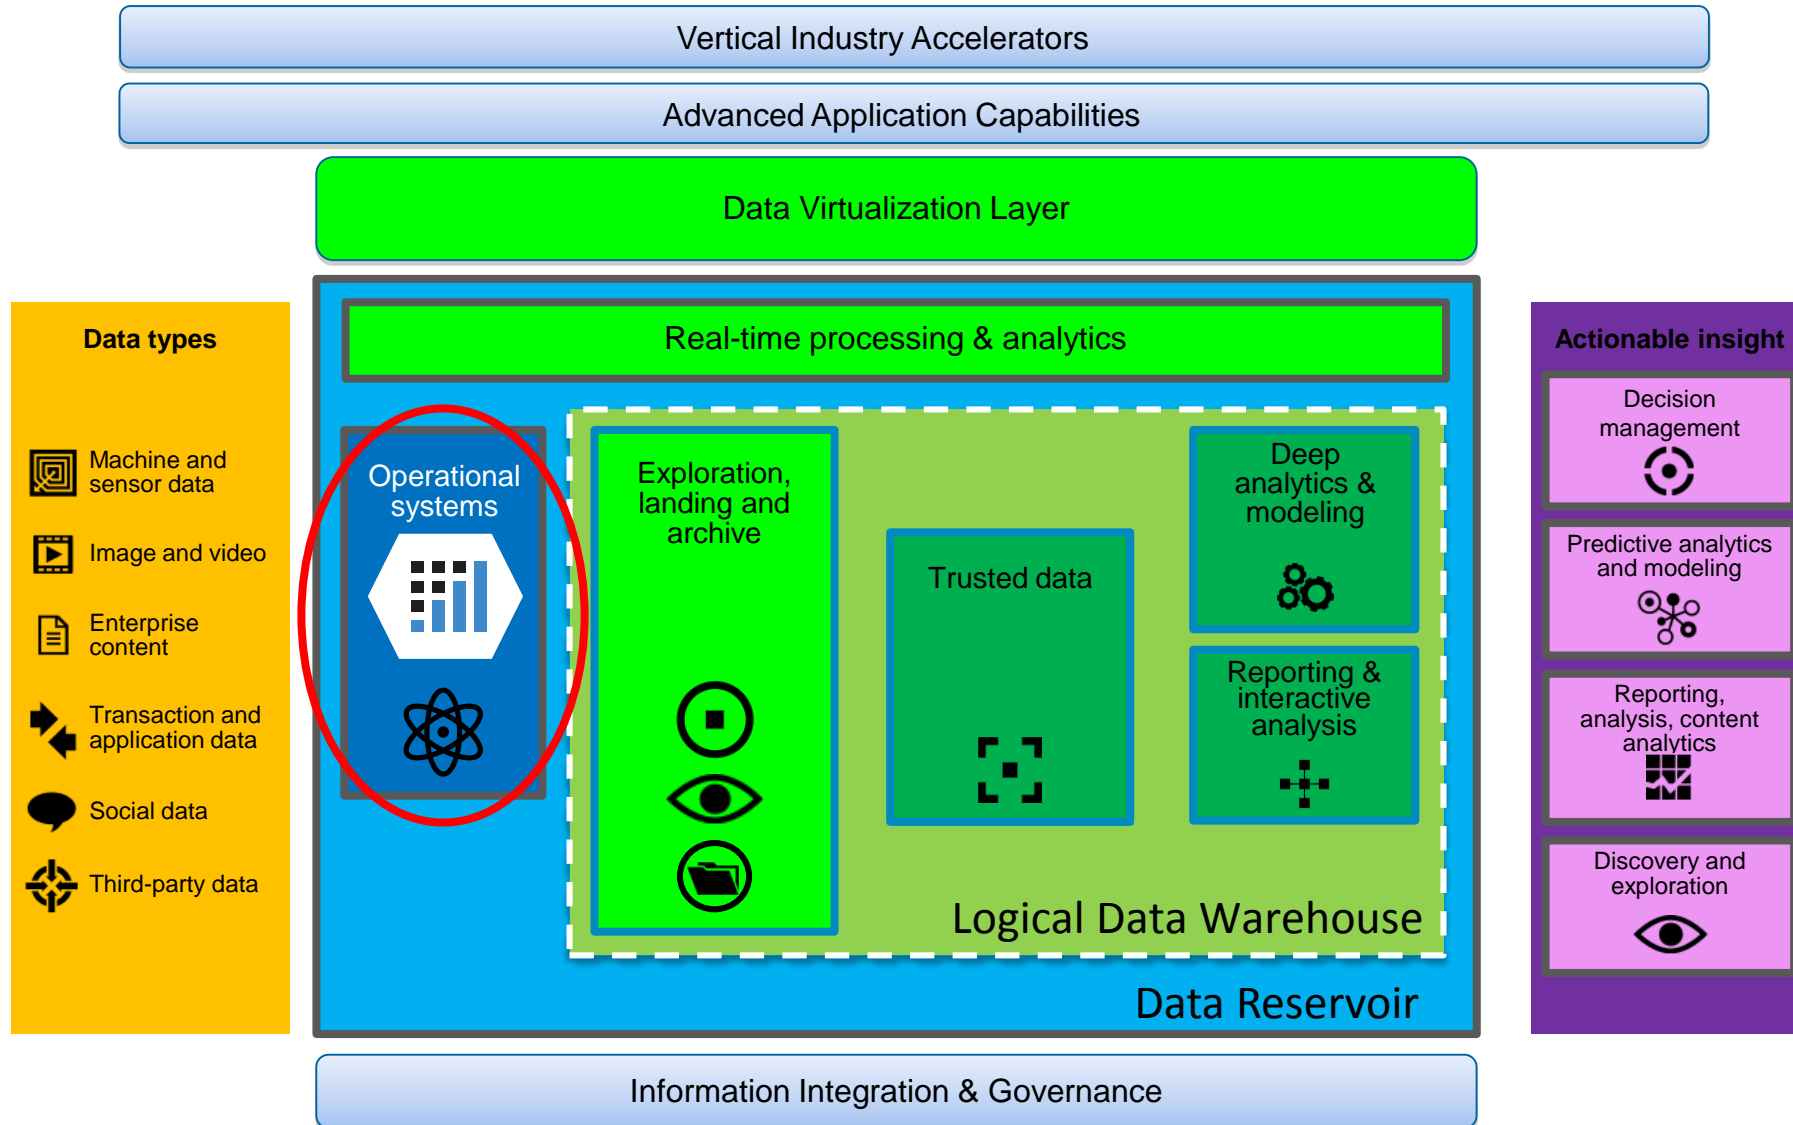 Vertical Industry Accelerators
Advanced Application Capabilities
Data Virtualization Layer
Data types
Machine and
sensor data
Image and video
Enterprise
content
Transaction and
application data
Social data
Third-party data
Real-time processing & analytics
Operational
systems
Exploration,
landing and
archive
Trusted data
Deep
analytics &
modeling
Reporting &
interactive
analysis
Logical Data Warehouse
Data Reservoir
Actionable insight
Decision
management
Predictive analytics
and modeling
Reporting,
analysis, content
analytics
Discovery and
exploration
Information Integration & Governance